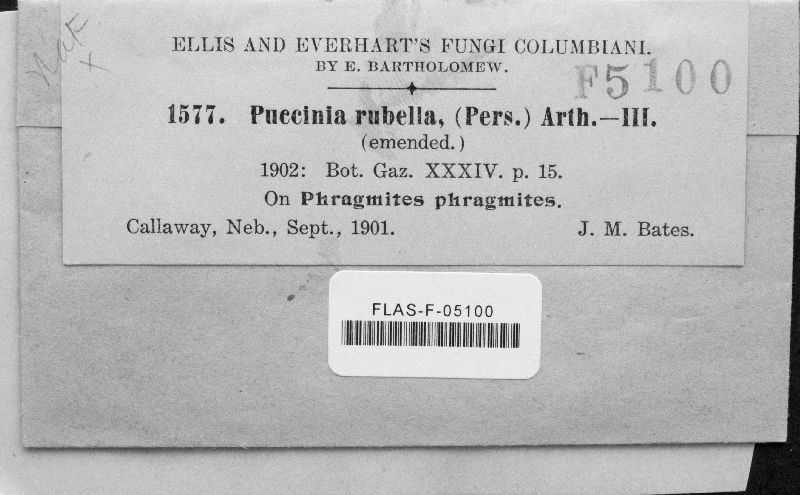 ELLIS AND EVERHART'S FUNGI COLUMBIANI.
BY E. BARTHOLOMEW.
F5100
1577. Puccinia rubella, (Pers.) Arth.—III.
(emended.)
1902: Bot. Gaz. XXXIV. p. 15.
On Phragmites phragmites.
Callaway, Neb., Sept., 1901. J. M. Bates.
FLAS-F-05100